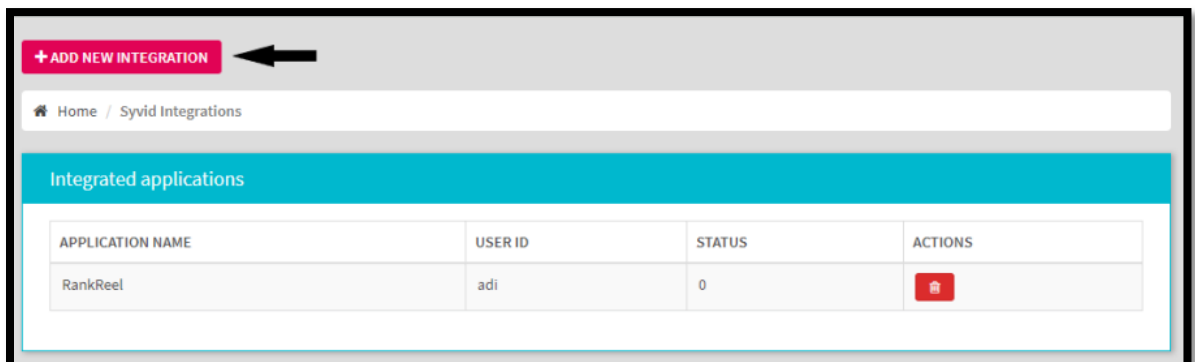 + ADD NEW INTEGRATION
Home / Syvid Integrations
Integrated applications
APPLICATION NAME USER ID STATUS ACTIONS
RankReel adi 0